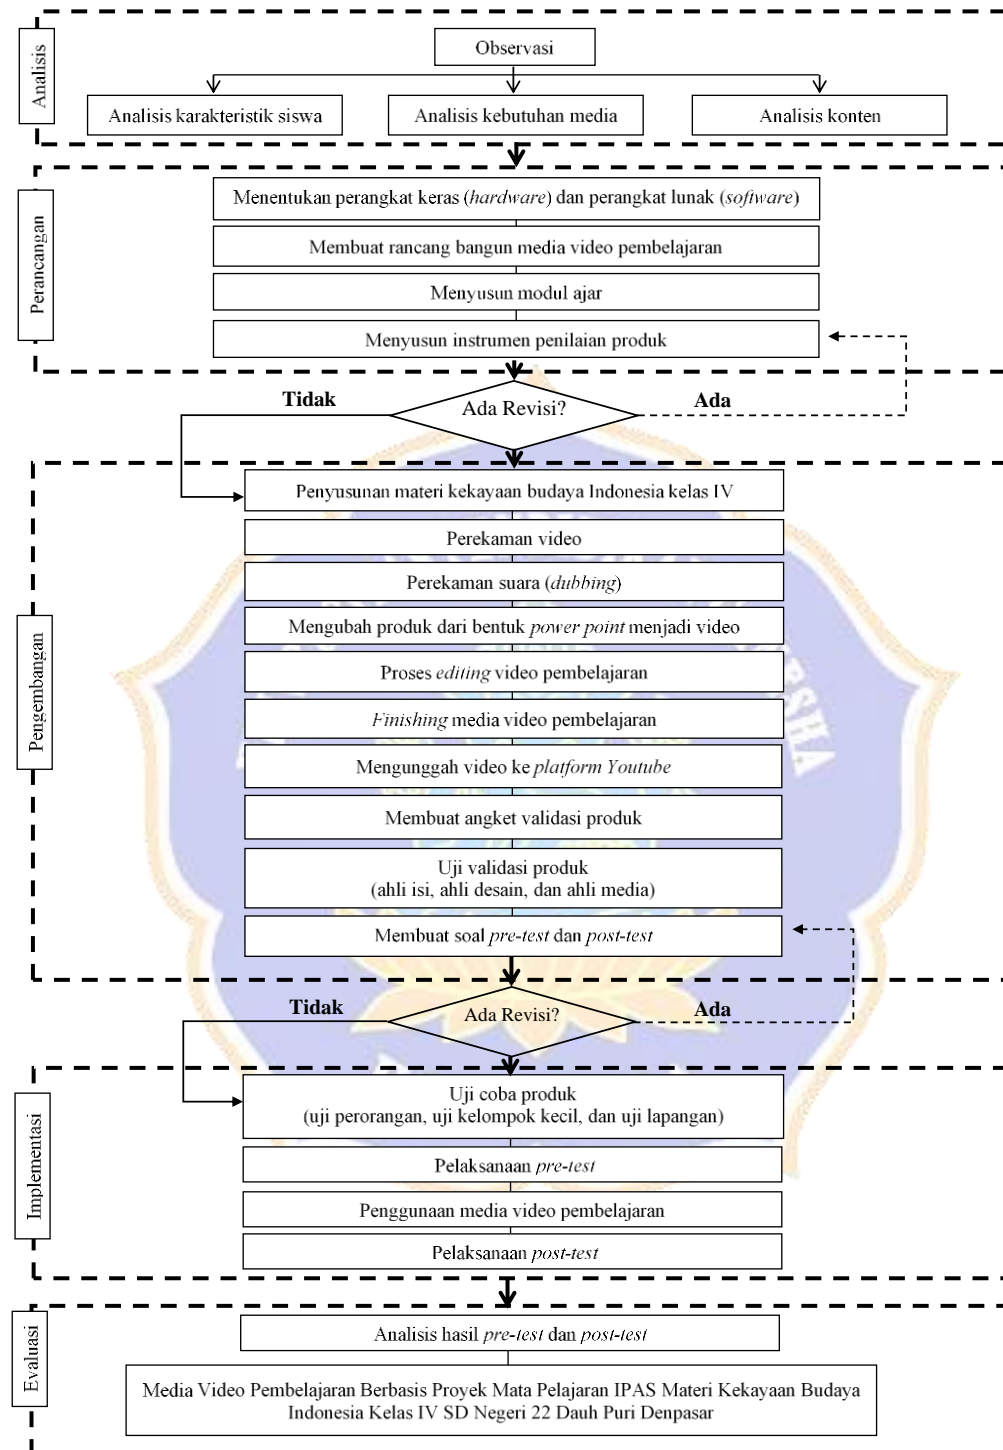 Analisis
Observasi
Analisis karakteristik siswa
Analisis kebutuhan media
Analisis konten
Perancangan
Menentukan perangkat keras (hardware) dan perangkat lunak (software)
Membuat rancang bangun media video pembelajaran
Menyusun modul ajar
Menyusun instrumen penilaian produk
Tidak
Ada Revisi?
Ada
Pengembangan
Penyusunan materi kekayaan budaya Indonesia kelas IV
Perekaman video
Perekaman suara (dubbing)
Mengubah produk dari bentuk power point menjadi video
Proses editing video pembelajaran
Finishing media video pembelajaran
Mengunggah video ke platform Youtube
Membuat angket validasi produk
Uji validasi produk
(ahli isi, ahli desain, dan ahli media)
Membuat soal pre-test dan post-test
Tidak
Ada Revisi?
Ada
Implementasi
Uji coba produk
(uji perorangan, uji kelompok kecil, dan uji lapangan)
Pelaksanaan pre-test
Penggunaan media video pembelajaran
Pelaksanaan post-test
Evaluasi
Analisis hasil pre-test dan post-test
Media Video Pembelajaran Berbasis Proyek Mata Pelajaran IPAS Materi Kekayaan Budaya
Indonesia Kelas IV SD Negeri 22 Dauh Puri Denpasar